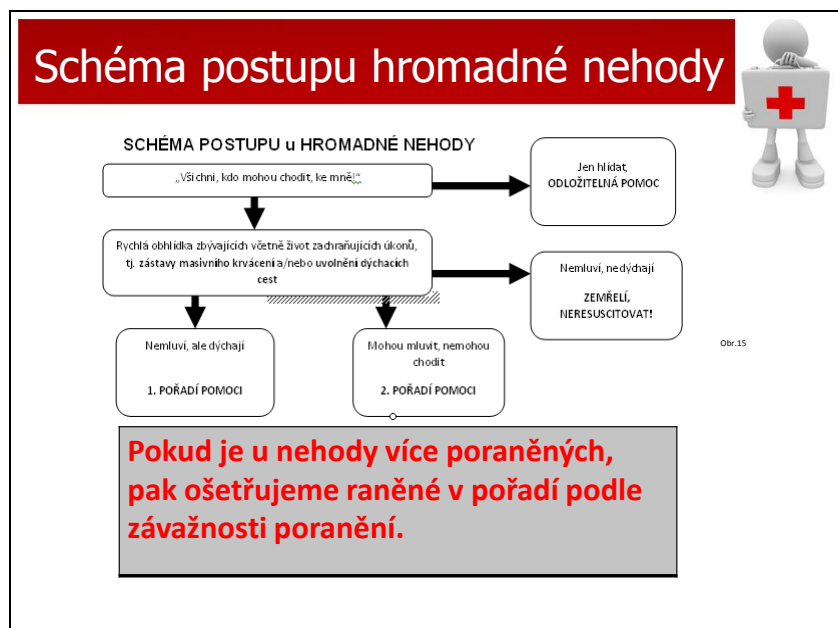 Schéma postupu hromadné nehody
SCHÉMA POSTUPU u HROMADNÉ NEHODY
„Všichni, kdo mohou chodit, ke mně!“
Jen hlídat,
ODLOŽITELNÁ POMOC
Rychlá obhlídka zbývajících včetně život zachraňujících úkonů,
tj. zástavy masivního krvácení a/nebo uvolnění dýchacích
cest
Nemluví, nedýchají
ZEMŘELÍ,
NERESUSCITOVAT!
Obr.15
Nemluví, ale dýchají
1. POŘADÍ POMOCI
Mohou mluvit, nemohou
chodit
2. POŘADÍ POMOCI
Pokud je u nehody více poraněných,
pak ošetřujeme raněné v pořadí podle
závažnosti poranění.